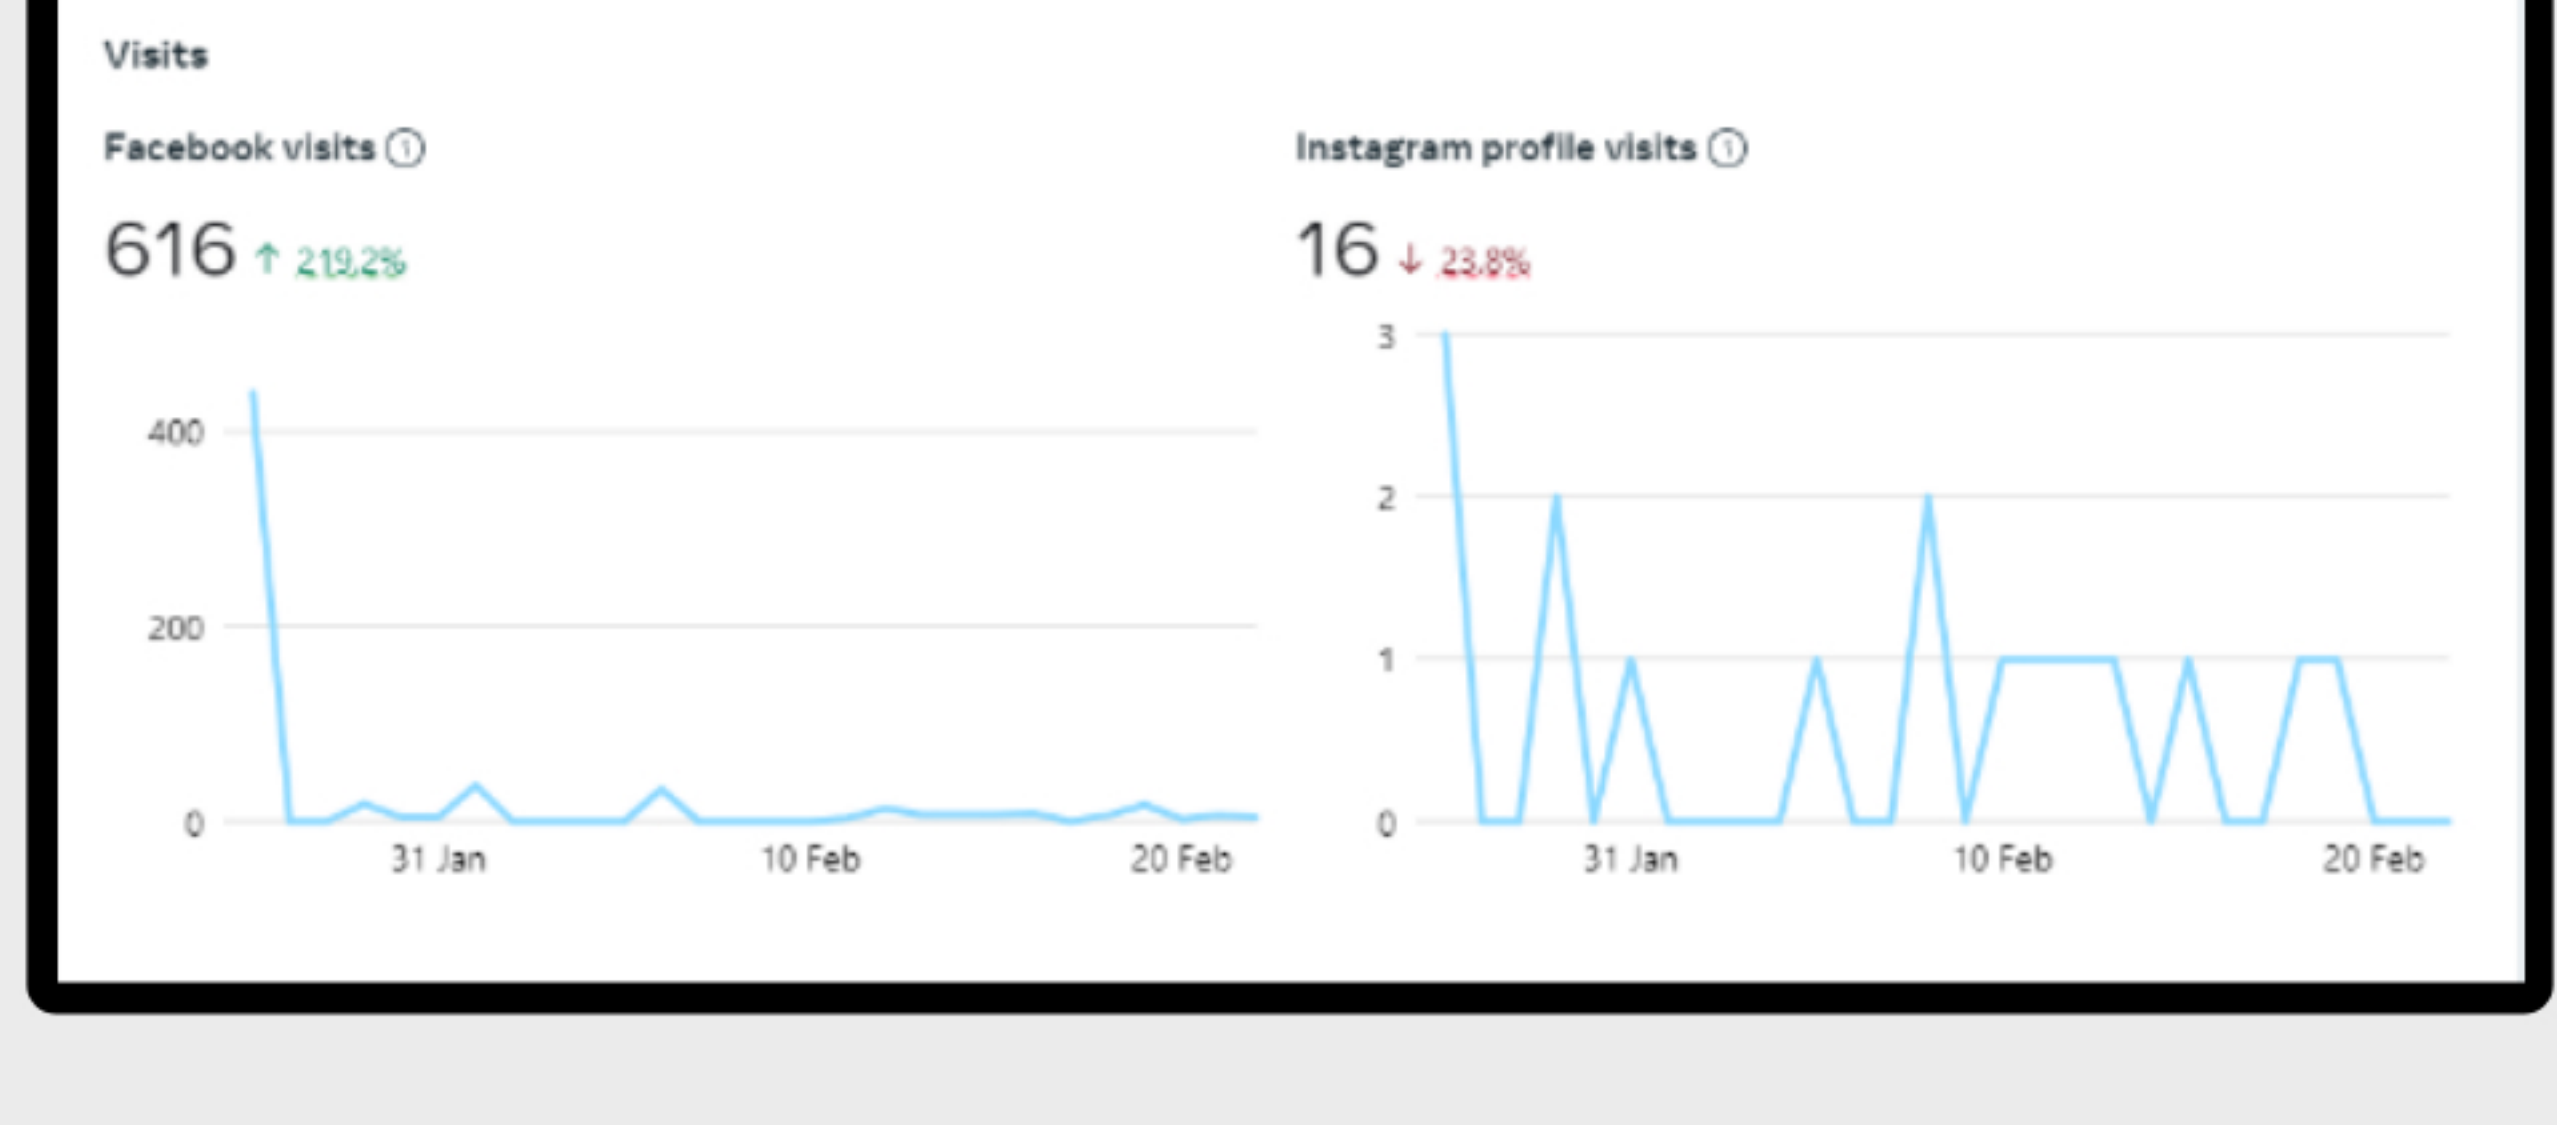 Visits
Facebook visits
616 ↑ 219.2%
400
200
0
31 Jan 10 Feb 20 Feb
Instagram profile visits
16 ↓ 23.8%
3
2
1
0
31 Jan 10 Feb 20 Feb